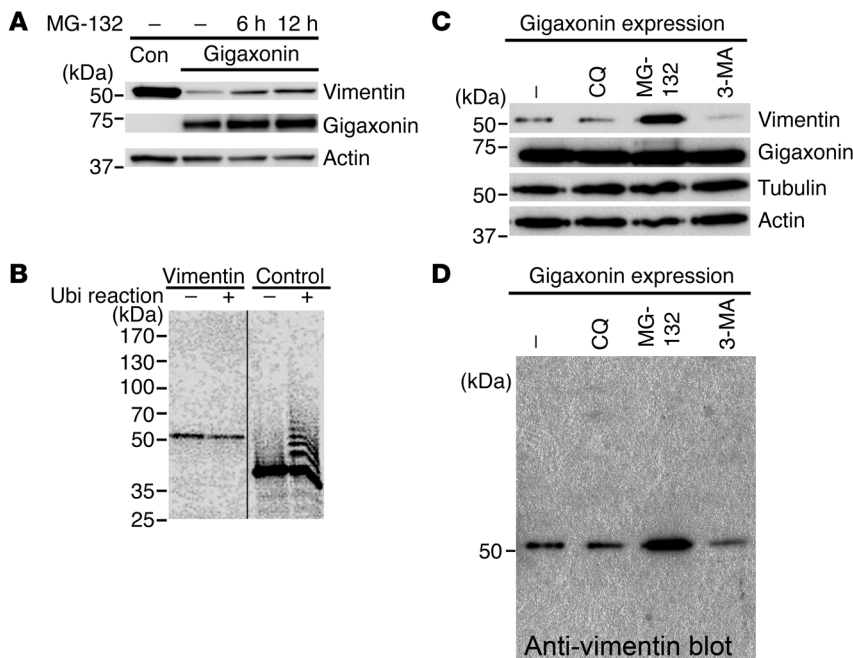 A
MG-132 – – 6 h 12 h
Con Gigaxonin
(kDa)
50 Vimentin
75 Gigaxonin
37 Actin
B
Vimentin Control
Ubi reaction – + – +
(kDa)
170
130
100
70
50
35
25
C
Gigaxonin expression
– CQ MG-132 3-MA
(kDa)
50 Vimentin
75 Gigaxonin
50 Tubulin
37 Actin
D
Gigaxonin expression
– CQ MG-132 3-MA
(kDa)
50
Anti-vimentin blot